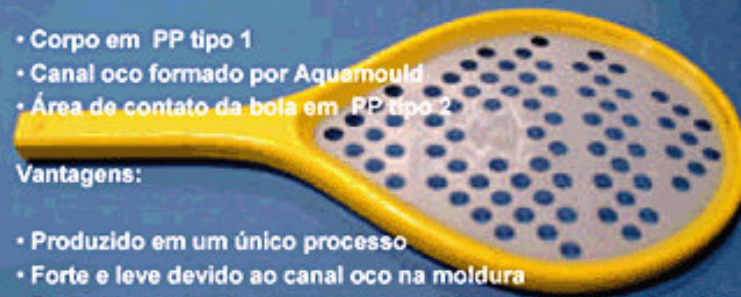 • Corpo em PP tipo 1
• Canal oco formado por Aquamould
• Área de contato da bola em PP tipo 2
Vantagens:
• Produzido em um único processo
• Forte e leve devido ao canal oco na moldura